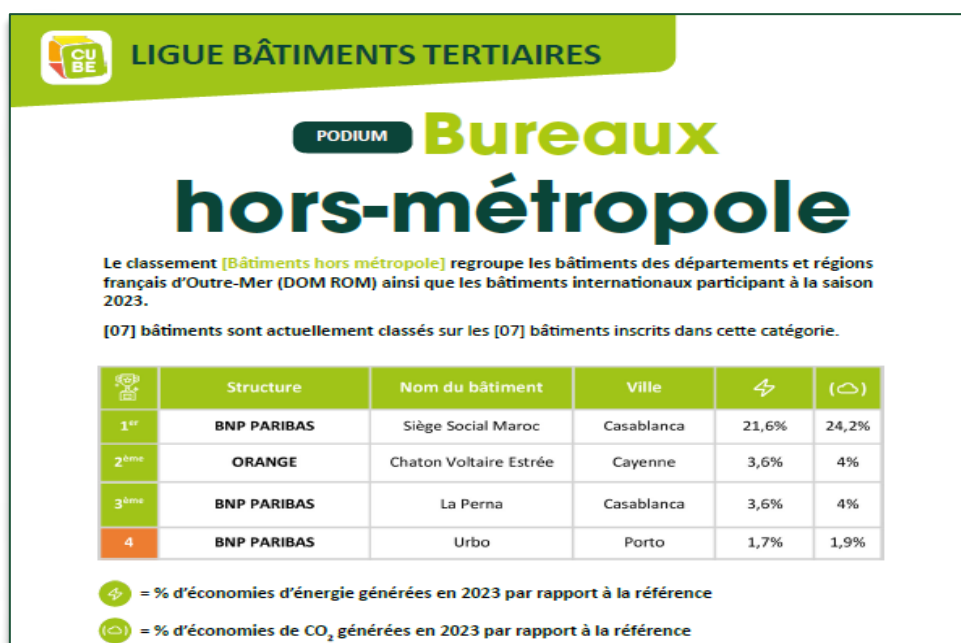 CU
BE
LIGUE BÂTIMENTS TERTIAIRES
PODIUM Bureaux
hors-métropole
Le classement [Bâtiments hors métropole] regroupe les bâtiments des départements et régions
français d'Outre-Mer (DOM ROM) ainsi que les bâtiments internationaux participant à la saison
2023.
[07] bâtiments sont actuellement classés sur les [07] bâtiments inscrits dans cette catégorie.
Structure Nom du bâtiment Ville
1er BNP PARIBAS Siège Social Maroc Casablanca 21,6% 24,2%
2ème ORANGE Chaton Voltaire Estrée Cayenne 3,6% 4%
3ème BNP PARIBAS La Perna Casablanca 3,6% 4%
4 BNP PARIBAS Urbo Porto 1,7% 1,9%
= % d'économies d'énergie générées en 2023 par rapport à la référence
= % d'économies de CO2 générées en 2023 par rapport à la référence